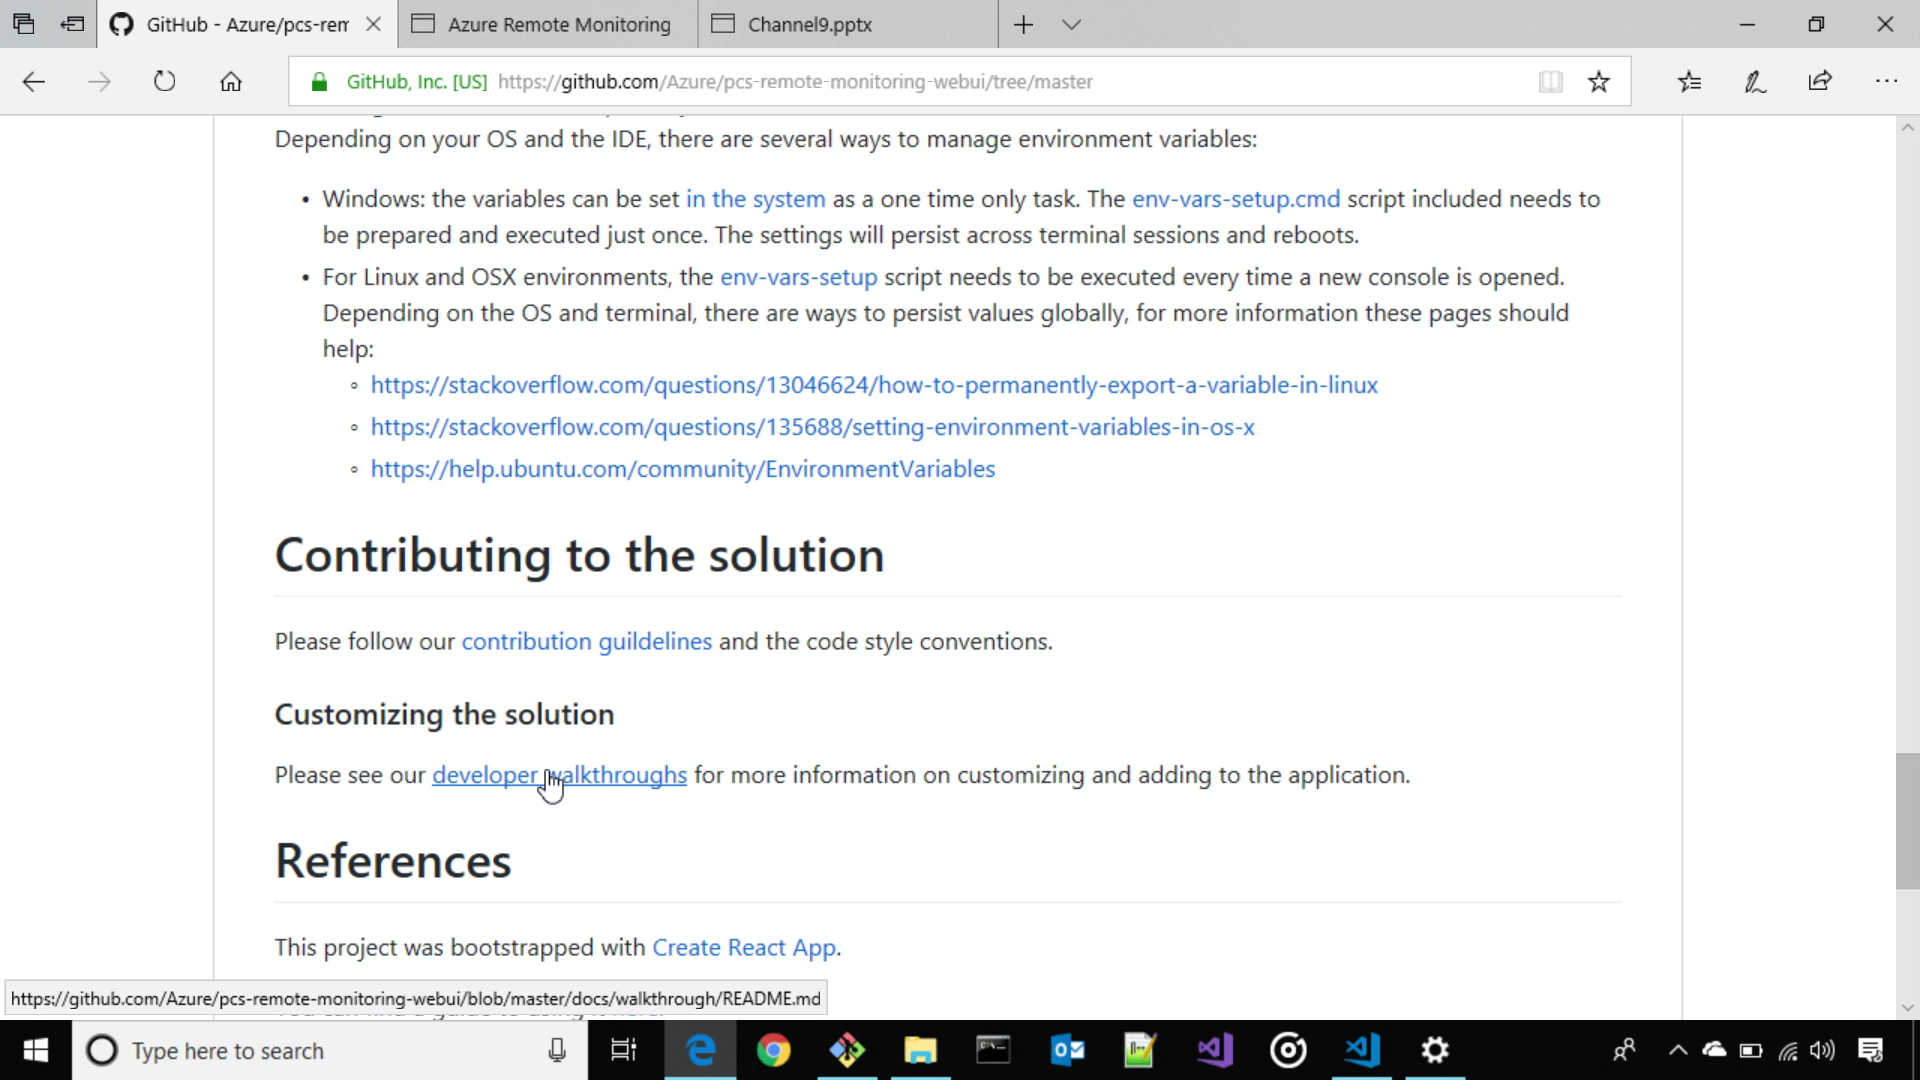 GitHub - Azure/pcs-rem
Azure Remote Monitoring
Channel9.pptx
GitHub, Inc. [US] https://github.com/Azure/pcs-remote-monitoring-webui/tree/master
Depending on your OS and the IDE, there are several ways to manage environment variables:
• Windows: the variables can be set in the system as a one time only task. The env-vars-setup.cmd script included needs to
be prepared and executed just once. The settings will persist across terminal sessions and reboots.
• For Linux and OSX environments, the env-vars-setup script needs to be executed every time a new console is opened.
Depending on the OS and terminal, there are ways to persist values globally, for more information these pages should
help:
◦ https://stackoverflow.com/questions/13046624/how-to-permanently-export-a-variable-in-linux
◦ https://stackoverflow.com/questions/135688/setting-environment-variables-in-os-x
◦ https://help.ubuntu.com/community/EnvironmentVariables
Contributing to the solution
Please follow our contribution guildelines and the code style conventions.
Customizing the solution
Please see our developer walkthroughs for more information on customizing and adding to the application.
References
This project was bootstrapped with Create React App.
https://github.com/Azure/pcs-remote-monitoring-webui/blob/master/docs/walkthrough/README.md
Type here to search